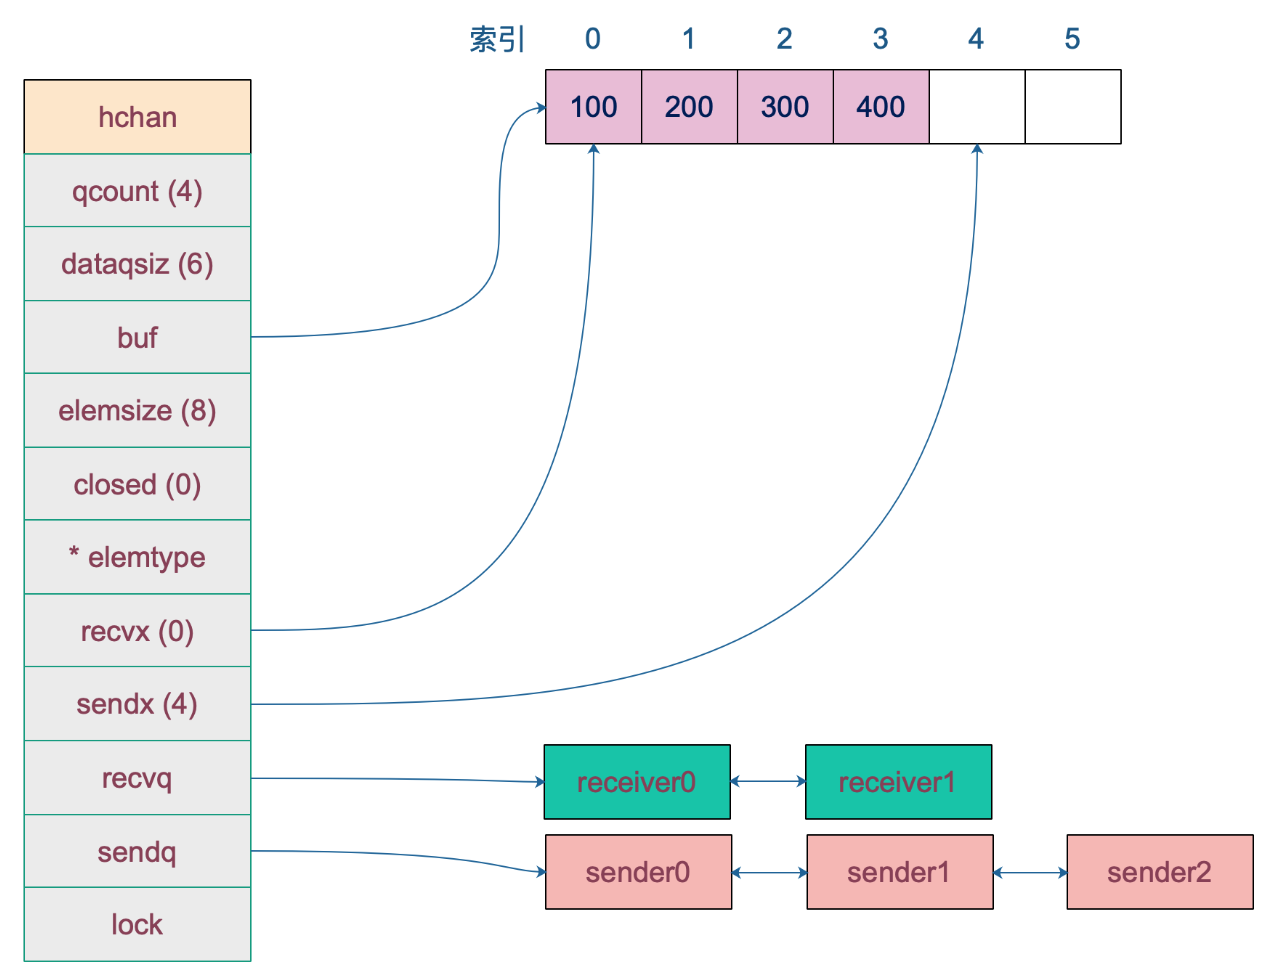 索引 0 1 2 3 4 5
100 200 300 400
hchan
qcount (4)
dataqsiz (6)
buf
elemsize (8)
closed (0)
* elemtype
recvx (0)
sendx (4)
recvq
receiver0 receiver1
sendq
sender0 sender1 sender2
lock